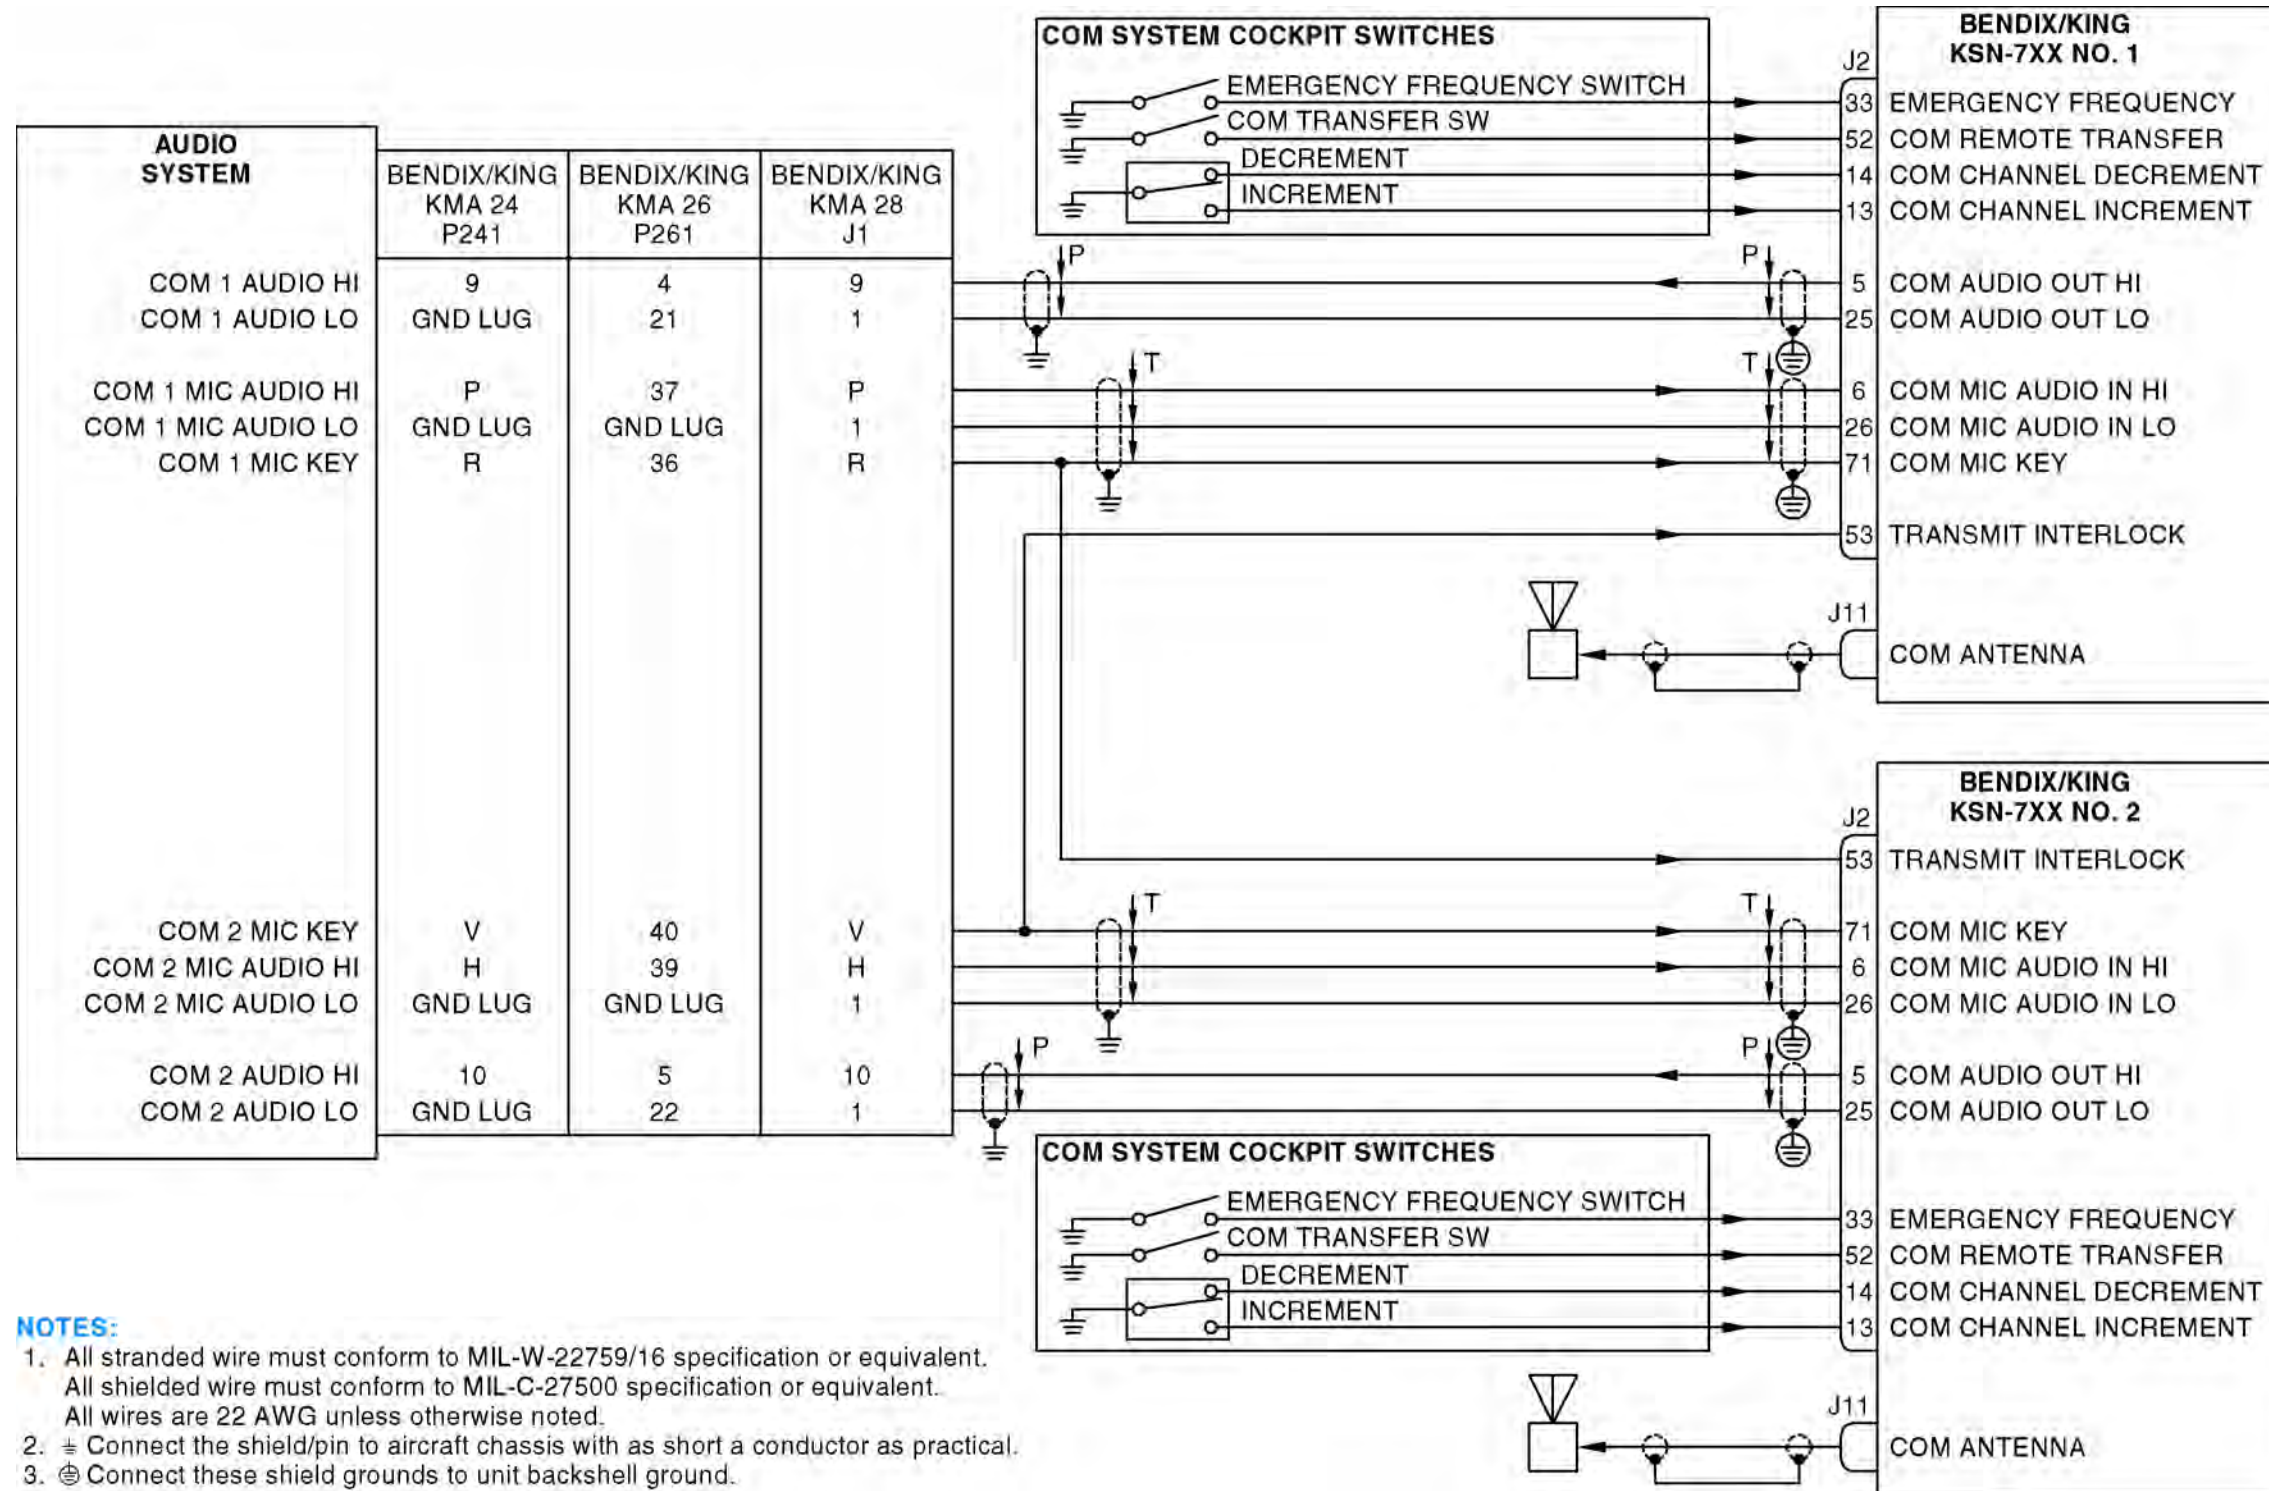 COM SYSTEM COCKPIT SWITCHES
EMERGENCY FREQUENCY SWITCH
COM TRANSFER SW
DECREMENT
INCREMENT
BENDIX/KING
KSN-7XX NO. 1
J2
33 EMERGENCY FREQUENCY
52 COM REMOTE TRANSFER
14 COM CHANNEL DECREMENT
13 COM CHANNEL INCREMENT
AUDIO
SYSTEM
BENDIX/KING BENDIX/KING BENDIX/KING
KMA 24 KMA 26 KMA 28
P241 P261 J1
P P
COM 1 AUDIO HI 9 4 9 5 COM AUDIO OUT HI
COM 1 AUDIO LO GND LUG 21 1 25 COM AUDIO OUT LO
T T
COM 1 MIC AUDIO HI P 37 P 6 COM MIC AUDIO IN HI
COM 1 MIC AUDIO LO GND LUG GND LUG 1 26 COM MIC AUDIO IN LO
COM 1 MIC KEY R 36 R 71 COM MIC KEY
53 TRANSMIT INTERLOCK
J11
COM ANTENNA
BENDIX/KING
KSN-7XX NO. 2
J2
53 TRANSMIT INTERLOCK
T T
COM 2 MIC KEY V 40 V 71 COM MIC KEY
COM 2 MIC AUDIO HI H 39 H 6 COM MIC AUDIO IN HI
COM 2 MIC AUDIO LO GND LUG GND LUG 1 26 COM MIC AUDIO IN LO
P P
COM 2 AUDIO HI 10 5 10 5 COM AUDIO OUT HI
COM 2 AUDIO LO GND LUG 22 1 25 COM AUDIO OUT LO
COM SYSTEM COCKPIT SWITCHES
EMERGENCY FREQUENCY SWITCH
COM TRANSFER SW
DECREMENT
INCREMENT
33 EMERGENCY FREQUENCY
52 COM REMOTE TRANSFER
14 COM CHANNEL DECREMENT
13 COM CHANNEL INCREMENT
J11
COM ANTENNA
NOTES:
1. All stranded wire must conform to MIL-W-22759/16 specification or equivalent.
All shielded wire must conform to MIL-C-27500 specification or equivalent.
All wires are 22 AWG unless otherwise noted.
2. ⏚ Connect the shield/pin to aircraft chassis with as short a conductor as practical.
3. Connect these shield grounds to unit backshell ground.